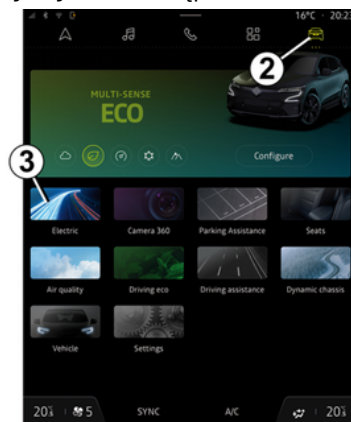 16°C · 20:23
2
MULTI-SENSE
ECO
Configure
3
Electric
Camera 360
Parking Assistance
Seats
Air quality
Driving eco
Driving assistance
Dynamic chassis
Vehicle
Settings
20
5
SYNC
A/C
20